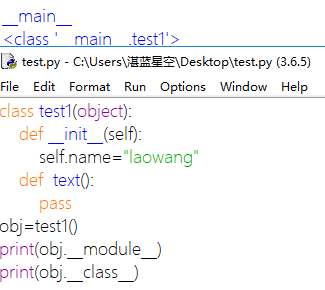 __main__
<class '__main__.test1'>
test.py - C:\Users\湛蓝星空\Desktop\test.py (3.6.5)
File Edit Format Run Options Window Help
class test1(object):
    def __init__(self):
        self.name="laowang"
    def text():
        pass
obj=test1()
print(obj.__module__)
print(obj.__class__)